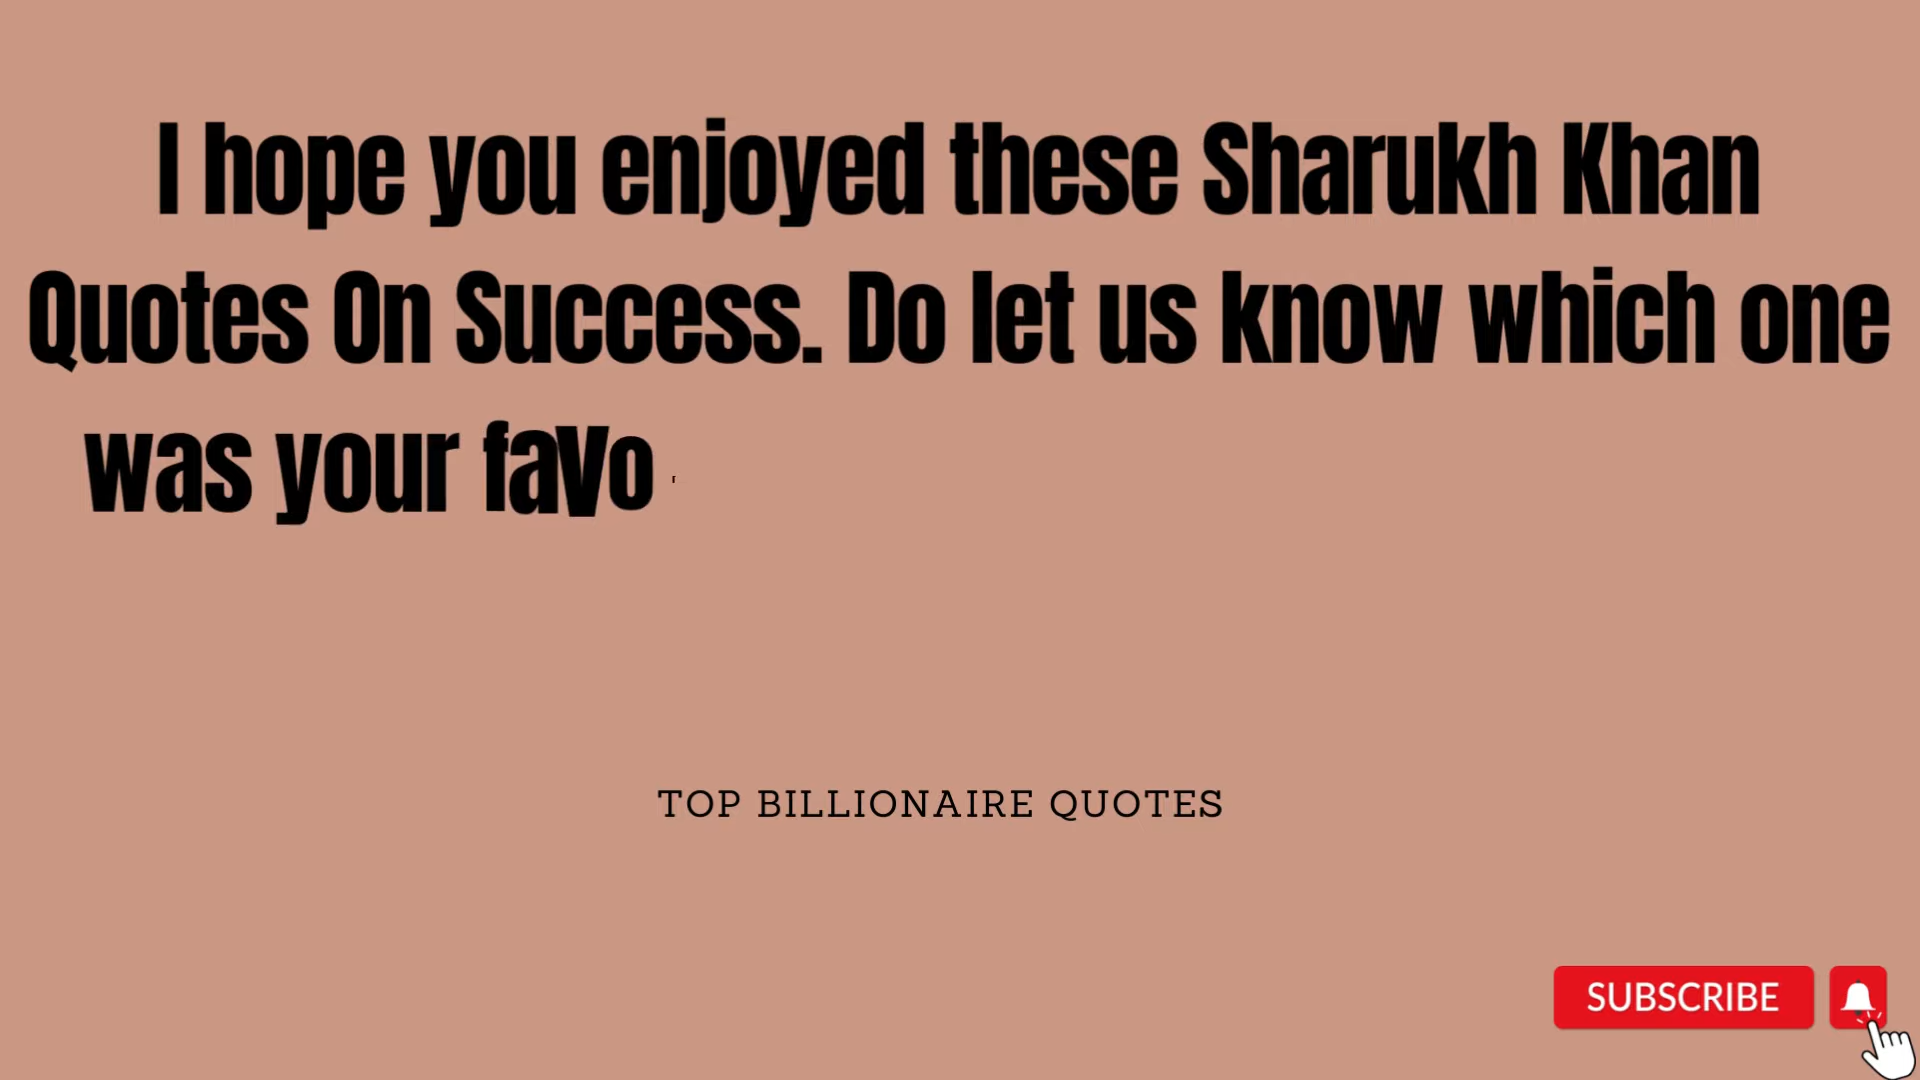 I hope you enjoyed these Sharukh Khan
Quotes On Success. Do let us know which one
was your favor
TOP BILLIONAIRE QUOTES
SUBSCRIBE